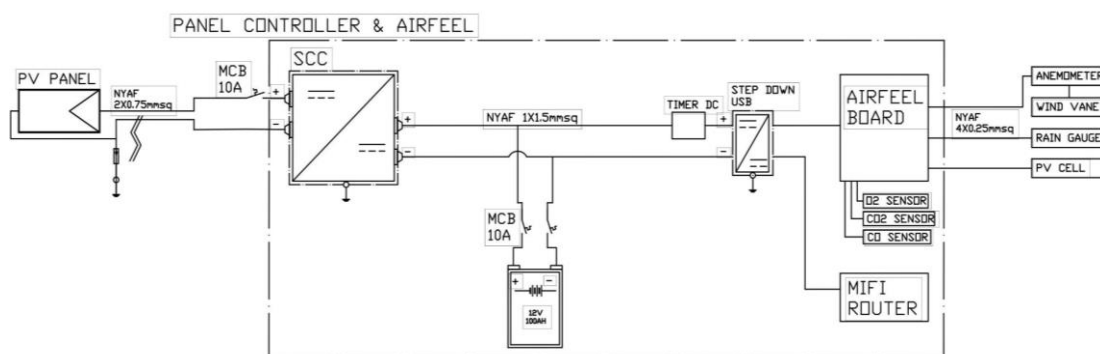 PANEL CONTROLLER & AIRFEEL
PV PANEL
NYAF
2X0.75mmsq
MCB
10A
+
-
SCC
+
-
NYAF 1X1.5mmsq
MCB
10A
+ -
12V
100AH
TIMER DC
STEP DOWN
USB
+
-
AIRFEEL
BOARD
NYAF
4X0.25mmsq
ANEMOMETER
WIND VANE
RAIN GAUGE
PV CELL
O2 SENSOR
CO2 SENSOR
CO SENSOR
MIFI
ROUTER